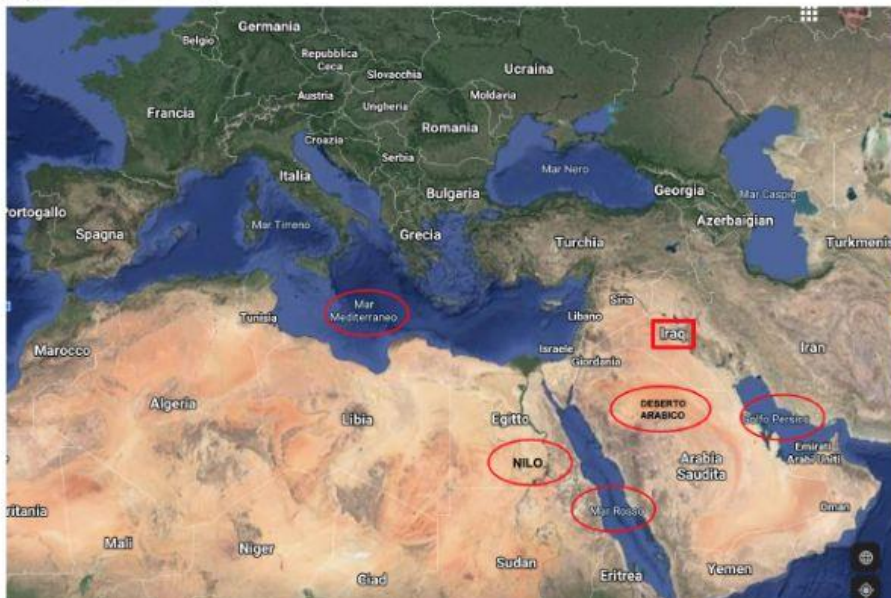 Germania
Belgio
Repubblica
Ceca
Slovacchia
Ucraina
Austria
Moldavia
Ungheria
Francia
Croazia
Romania
Serbia
Italia
Mar Nero
Bulgaria
Georgia
Mar Caspio
Portogallo
Spagna
Mar Tirreno
Grecia
Turchia
Azerbaigian
Turkmenis
Siria
Mar
Mediterraneo
Tunisia
Libano
Iraq
Iran
Marocco
Israele
Giordania
Algeria
Libia
Egitto
DESERTO
ARABICO
Golfo Persico
Emirati
Arabi Uniti
NILO
Arabia
Saudita
Mar Rosso
Oman
ritania
Mali
Niger
Ciad
Sudan
Eritrea
Yemen